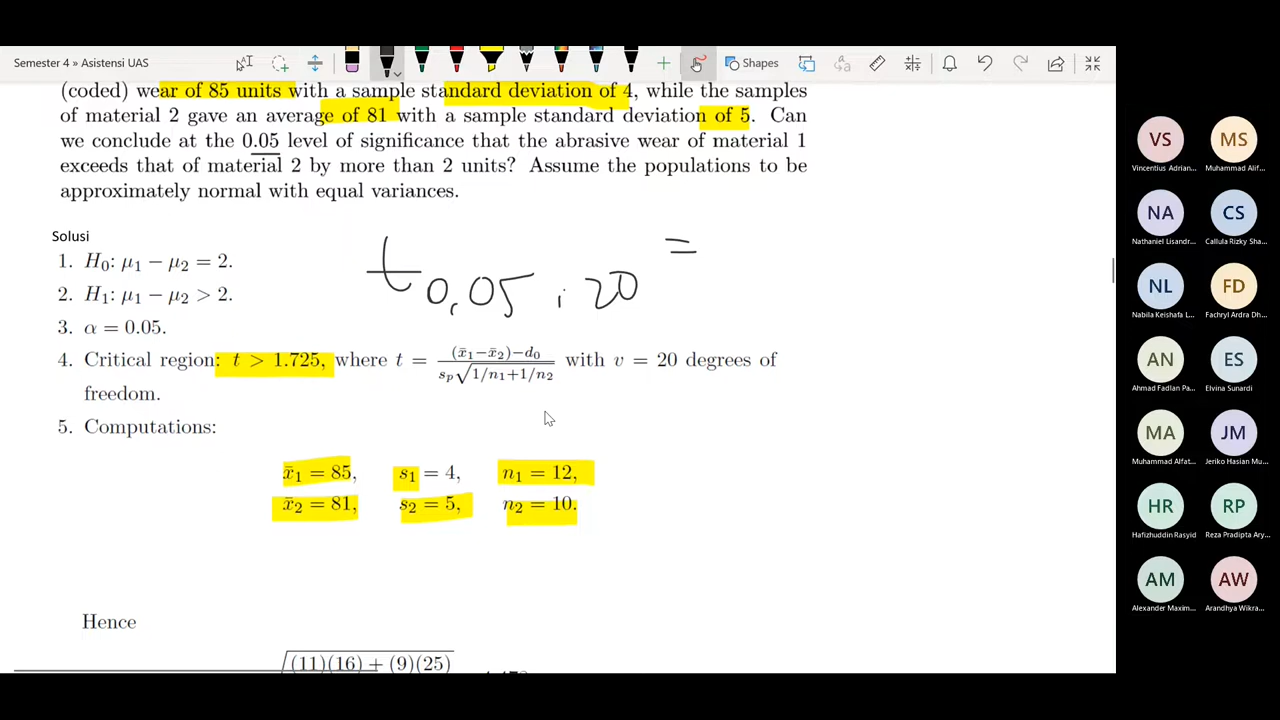 Semester 4 » Asistensi UAS
Shapes
(coded) wear of 85 units with a sample standard deviation of 4, while the samples
of material 2 gave an average of 81 with a sample standard deviation of 5. Can
we conclude at the 0.05 level of significance that the abrasive wear of material 1
exceeds that of material 2 by more than 2 units? Assume the populations to be
approximately normal with equal variances.
Solusi
t 0,05 ; 20 =
1. H₀: μ₁ − μ₂ = 2.
2. H₁: μ₁ − μ₂ > 2.
3. α = 0.05.
4. Critical region: t > 1.725, where t = (x̄₁−x̄₂)−d₀ / sₚ√1/n₁+1/n₂ with v = 20 degrees of
freedom.
5. Computations:
x̄₁ = 85, s₁ = 4, n₁ = 12,
x̄₂ = 81, s₂ = 5, n₂ = 10.
Hence
√(11)(16) + (9)(25)
VS MS
Vincentius Adrian... Muhammad Alif...
NA CS
Nathaniel Lisandr... Callula Rizky Sha...
NL FD
Nabila Keishafa L... Fachryl Ardra Dh...
AN ES
Ahmad Fadlan Pa... Elvina Sunardi
MA JM
Muhammad Alfat... Jeriko Hasian Mu...
HR RP
Hafizhuddin Rasyid Reza Pradipta Ary...
AM AW
Alexander Maxim... Arandhya Wikra...